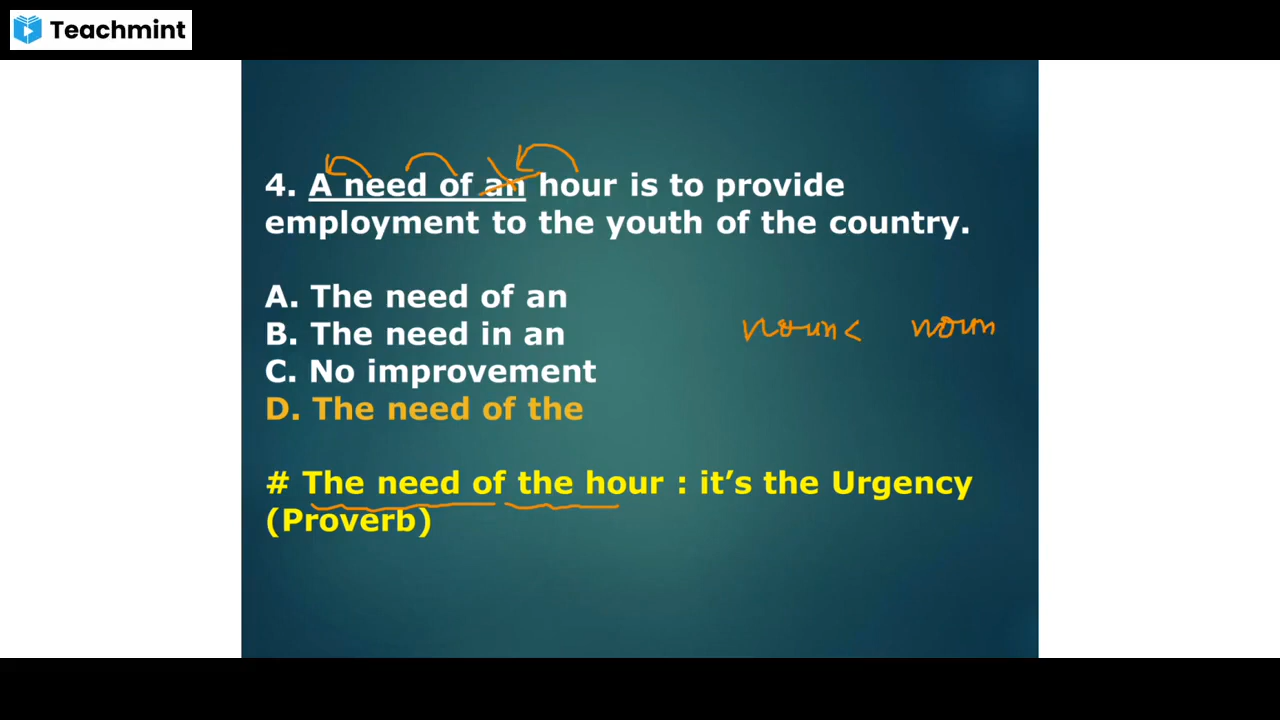 Teachmint
4. A need of an hour is to provide
employment to the youth of the country.
A. The need of an
B. The need in an
noun< noun
C. No improvement
D. The need of the
# The need of the hour : it's the Urgency
(Proverb)